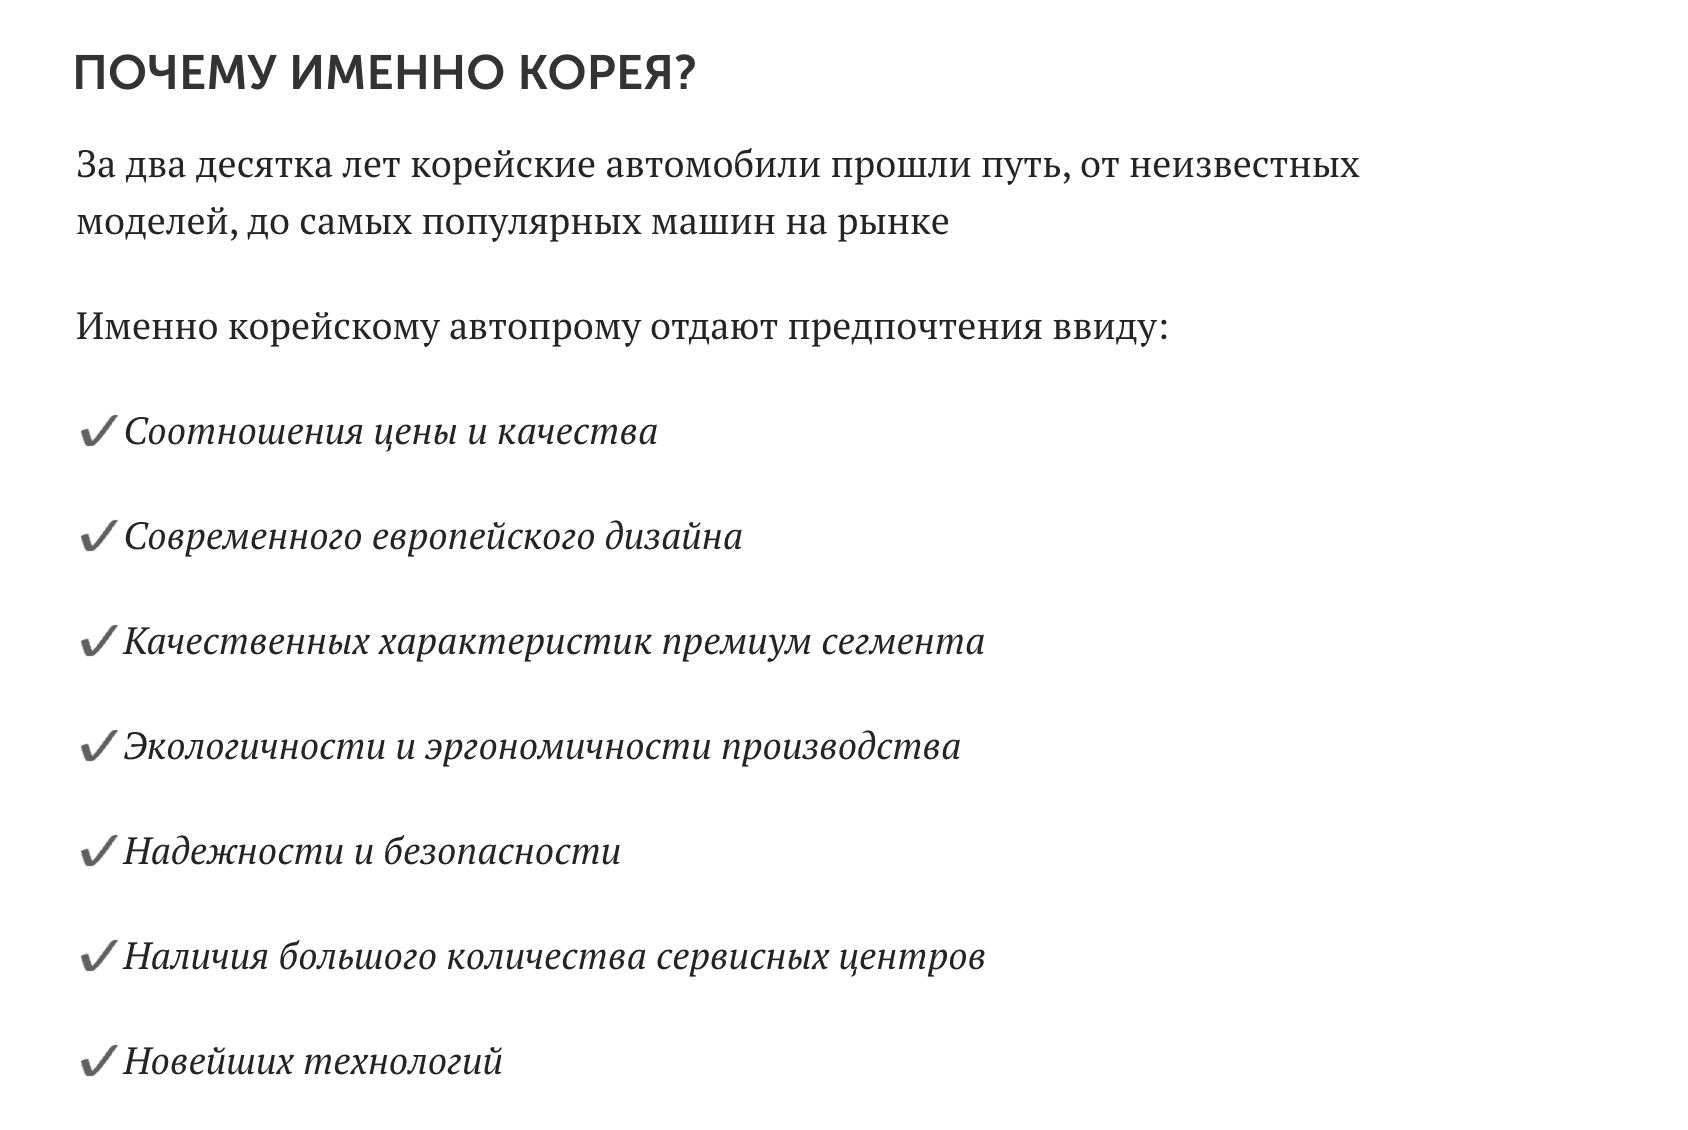 ПОЧЕМУ ИМЕННО КОРЕЯ?
За два десятка лет корейские автомобили прошли путь, от неизвестных
моделей, до самых популярных машин на рынке
Именно корейскому автопрому отдают предпочтения ввиду:
✔Соотношения цены и качества
✔Современного европейского дизайна
✔Качественных характеристик премиум сегмента
✔Экологичности и эргономичности производства
✔Надежности и безопасности
✔Наличия большого количества сервисных центров
✔Новейших технологий